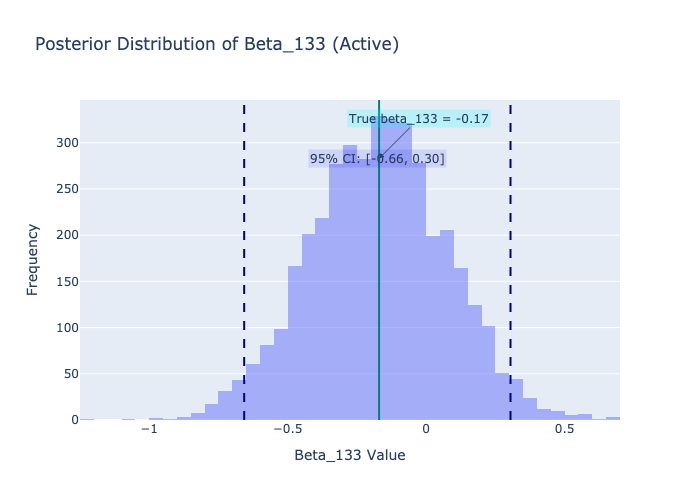 Posterior Distribution of Beta_133 (Active)
True beta_133 = -0.17
95% CI: [-0.66, 0.30]
300
250
200
150
100
50
0
Frequency
−1
−0.5
0
0.5
Beta_133 Value